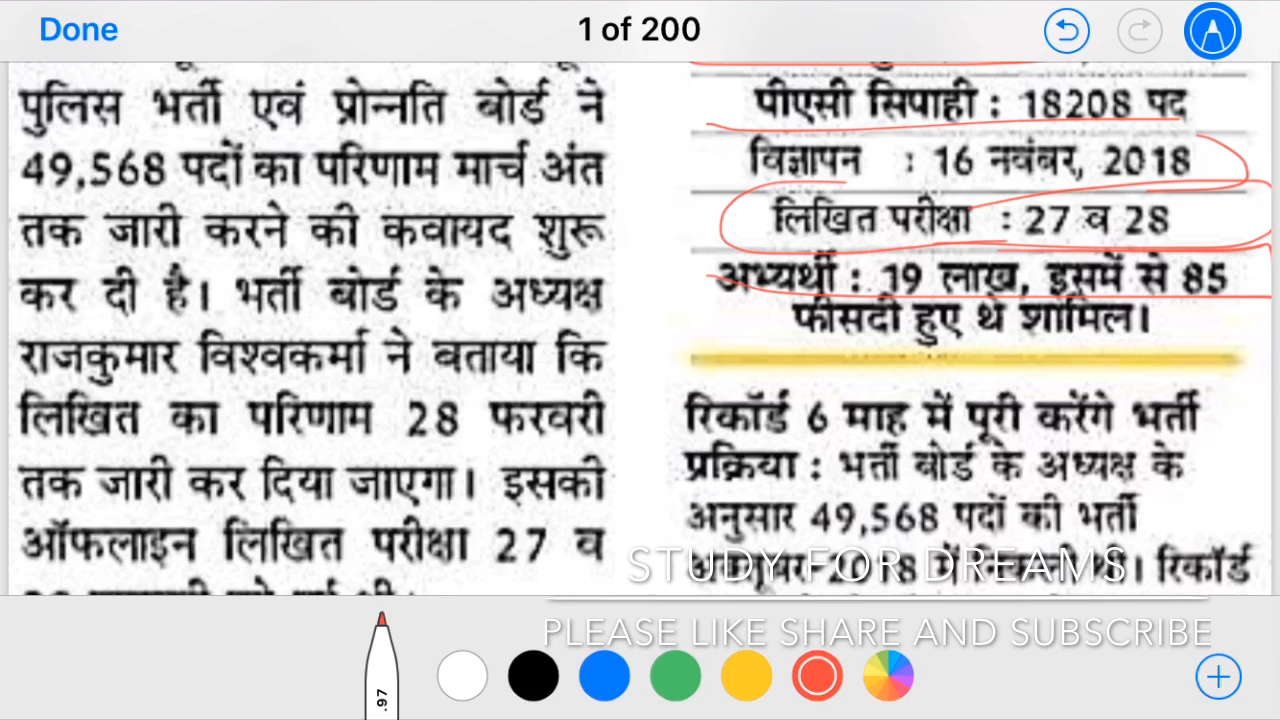 Done
1 of 200
पुलिस भर्ती एवं प्रोन्नति बोर्ड ने
49,568 पदों का परिणाम मार्च अंत
तक जारी करने की कवायद शुरू
कर दी है। भर्ती बोर्ड के अध्यक्ष
राजकुमार विश्वकर्मा ने बताया कि
लिखित का परिणाम 28 फरवरी
तक जारी कर दिया जाएगा। इसकी
ऑफलाइन लिखित परीक्षा 27 व
पीएसी सिपाही : 18208 पद
विज्ञापन : 16 नवंबर, 2018
लिखित परीक्षा : 27 व 28
अभ्यर्थी : 19 लाख, इसमें से 85
फीसदी हुए थे शामिल।
रिकॉर्ड 6 माह में पूरी करेंगे भर्ती
प्रक्रिया : भर्ती बोर्ड के अध्यक्ष के
अनुसार 49,568 पदों की भर्ती
2018 में थी। रिकॉर्ड
STUDY FOR DREAMS
PLEASE LIKE SHARE AND SUBSCRIBE
.97